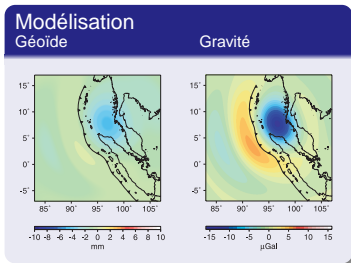 Modélisation
Géoïde Gravité
15˚ 15˚
10˚ 10˚
5˚ 5˚
0˚ 0˚
-5˚ -5˚
85˚ 90˚ 95˚ 100˚ 105˚ 85˚ 90˚ 95˚ 100˚ 105˚
-10 -8 -6 -4 -2 0 2 4 6 8 10 -15 -10 -5 0 5 10 15
mm µGal